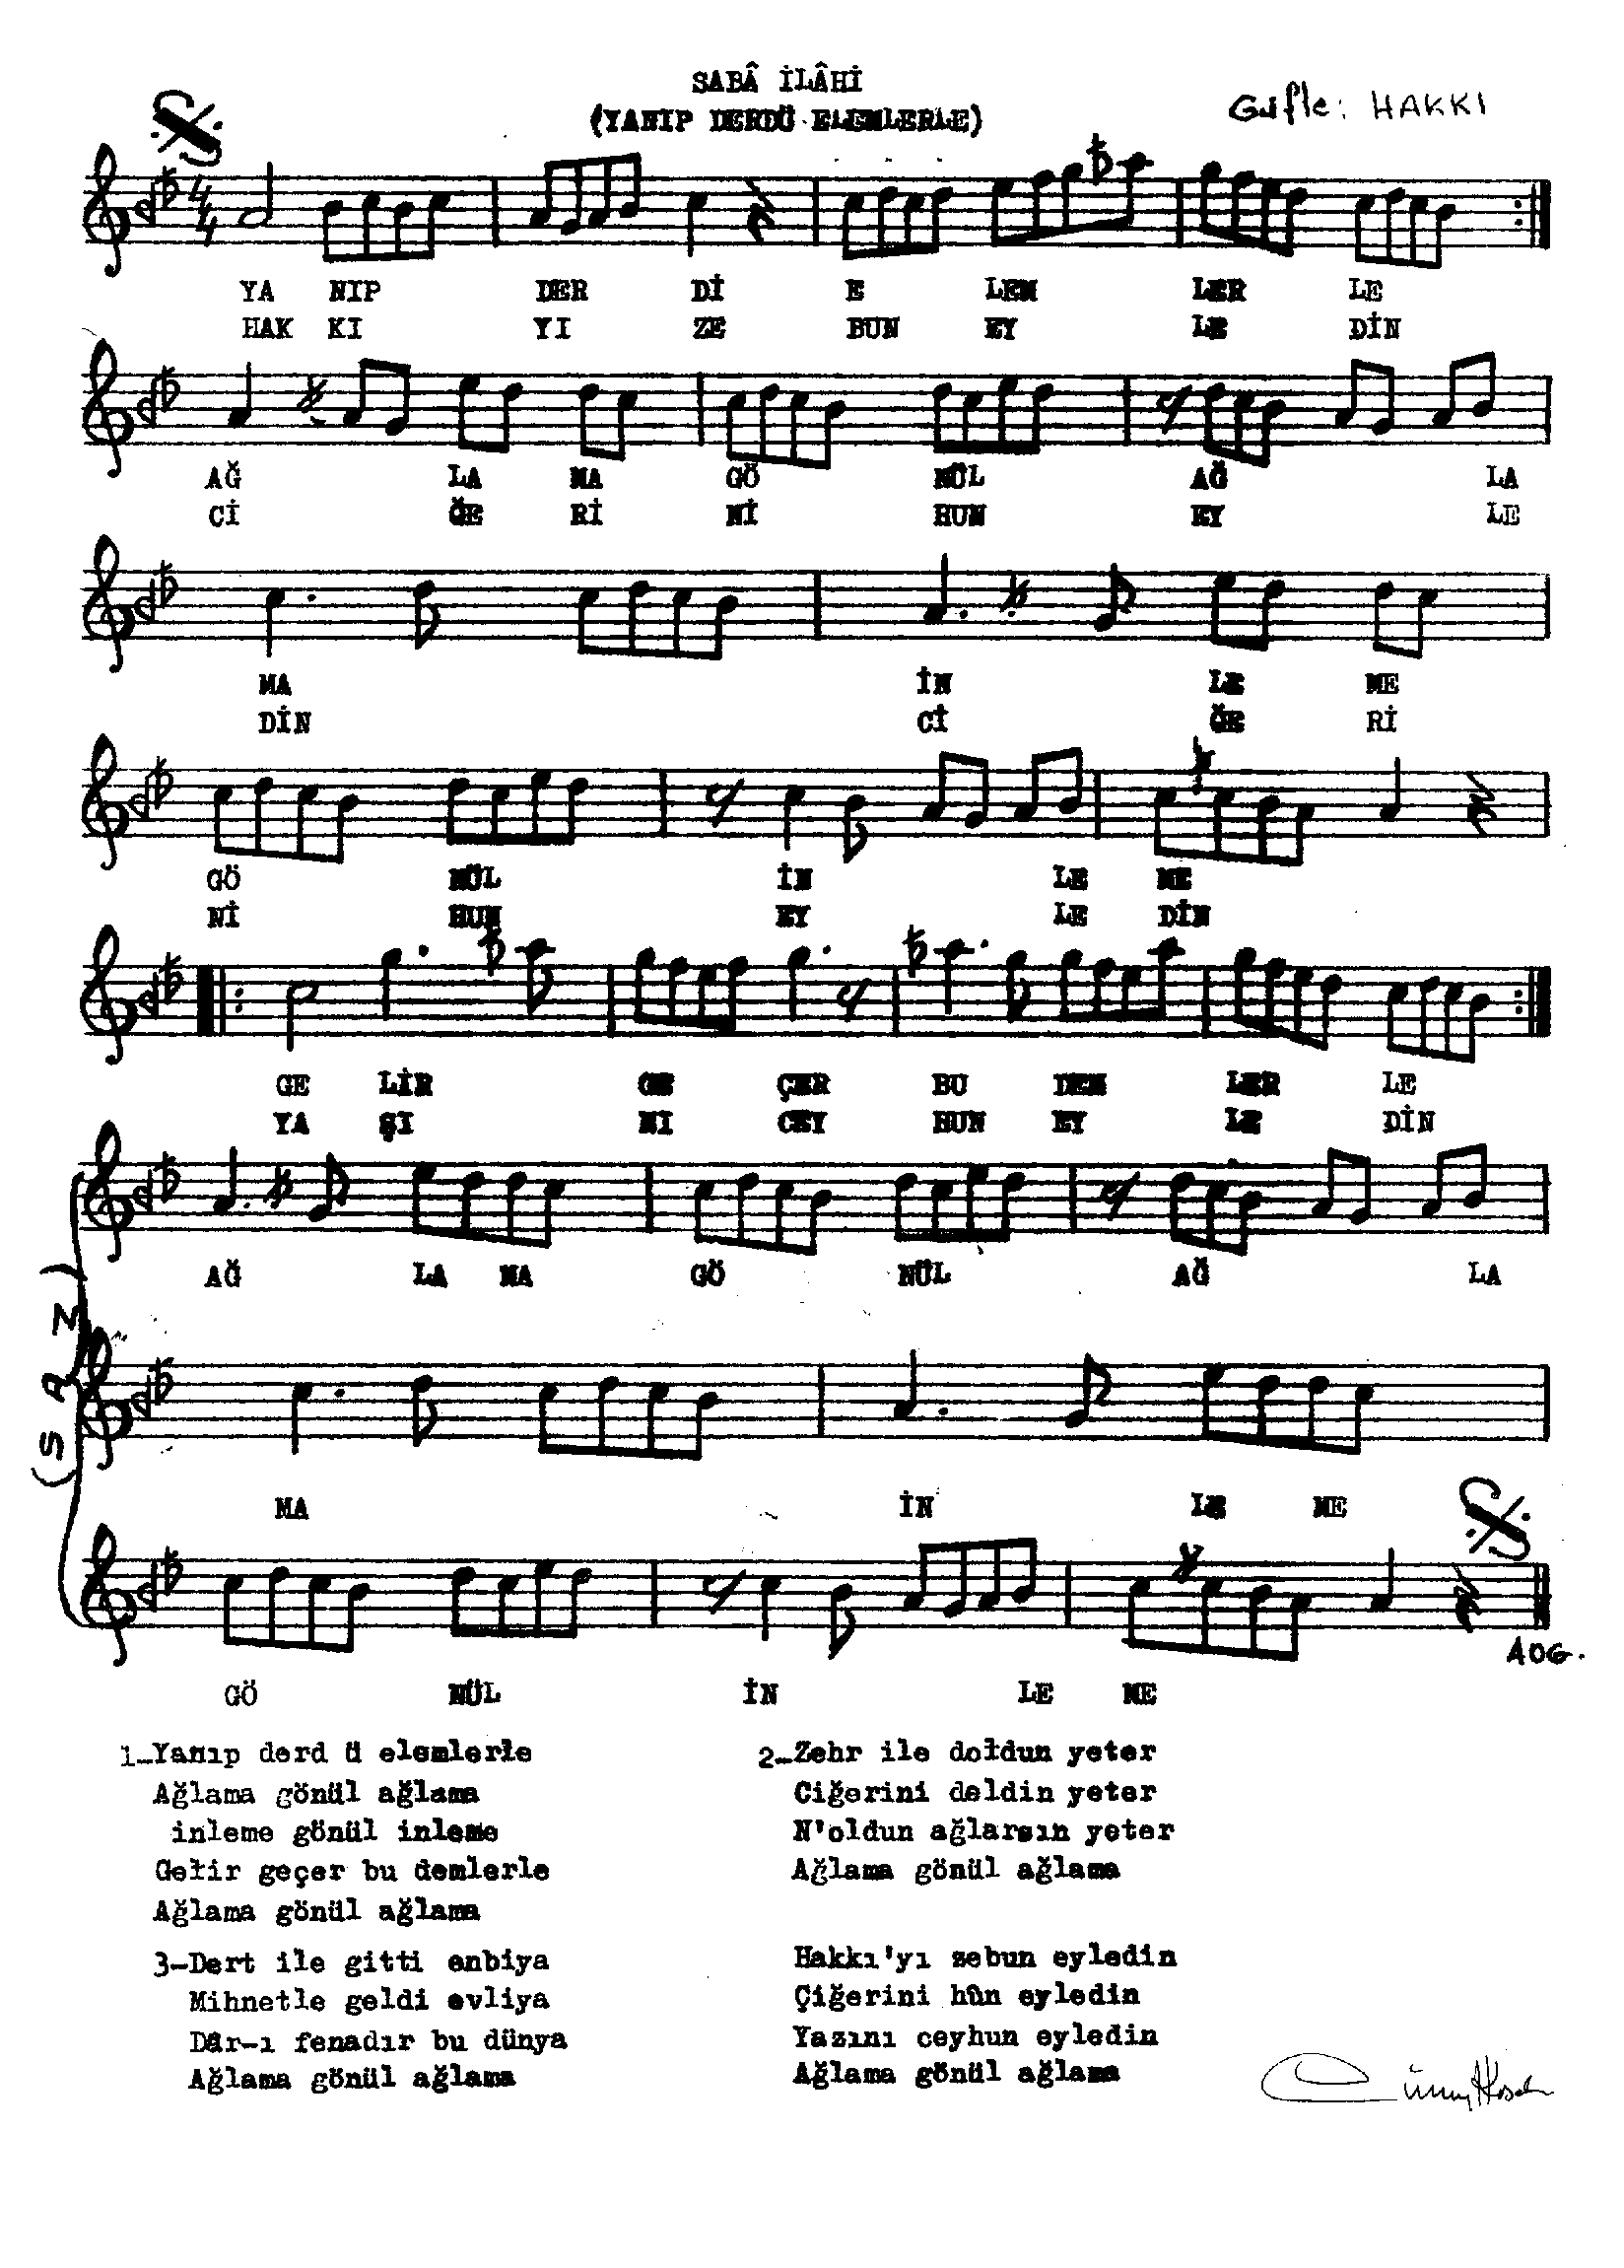 SABÂ İLÂHİ
(YANIP DERDÜ ELEMLERLE)
Güfte: HAKKI
4/4
YA NIP DER Dİ E LEM LER LE
HAK KI YI ZE BUN EY LE DİN
AĞ LA MA GÖ NÜL AĞ LA
Cİ ĞE Rİ Nİ HUN EY LE
MA İN LE ME
DİN Cİ ĞE Rİ
GÖ NÜL İN LE ME
Nİ HUN EY LE DİN
GE LİR GE ÇER BU DEM LER LE
YA ŞI NI CEY HUN EY LE DİN
AĞ LA MA GÖ NÜL AĞ LA
(SAZ)
MA İN LE ME
AOG.
GÖ NÜL İN LE ME
1-Yanıp derd ü elemlerle
Ağlama gönül ağlama
inleme gönül inleme
Gelir geçer bu demlerle
Ağlama gönül ağlama
2-Zehr ile doldun yeter
Ciğerini deldin yeter
N'oldun ağlarsın yeter
Ağlama gönül ağlama
3-Dert ile gitti enbiya
Mihnetle geldi evliya
Dâr-ı fenadır bu dünya
Ağlama gönül ağlama
Hakkı'yı zebun eyledin
Çiğerini hûn eyledin
Yazını ceyhun eyledin
Ağlama gönül ağlama